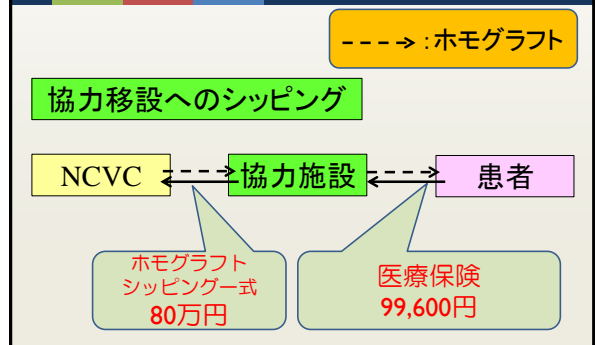 ---→:ホモグラフト
協力移設へのシッピング
NCVC
協力施設
患者
ホモグラフト
シッピング一式
80万円
医療保険
99,600円